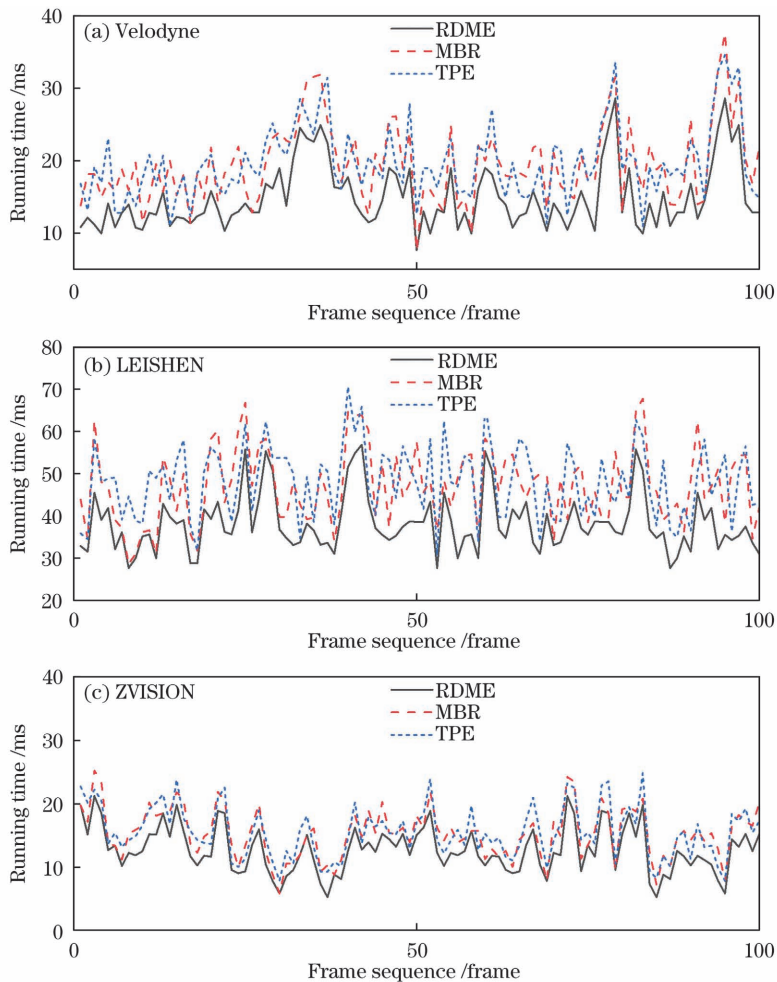 (a) Velodyne
RDME
MBR
TPE
40
30
20
10
Running time /ms
0
50
100
Frame sequence /frame
(b) LEISHEN
RDME
MBR
TPE
80
70
60
50
40
30
20
Running time /ms
0
50
100
Frame sequence /frame
(c) ZVISION
RDME
MBR
TPE
40
30
20
10
0
Running time /ms
0
50
100
Frame sequence /frame